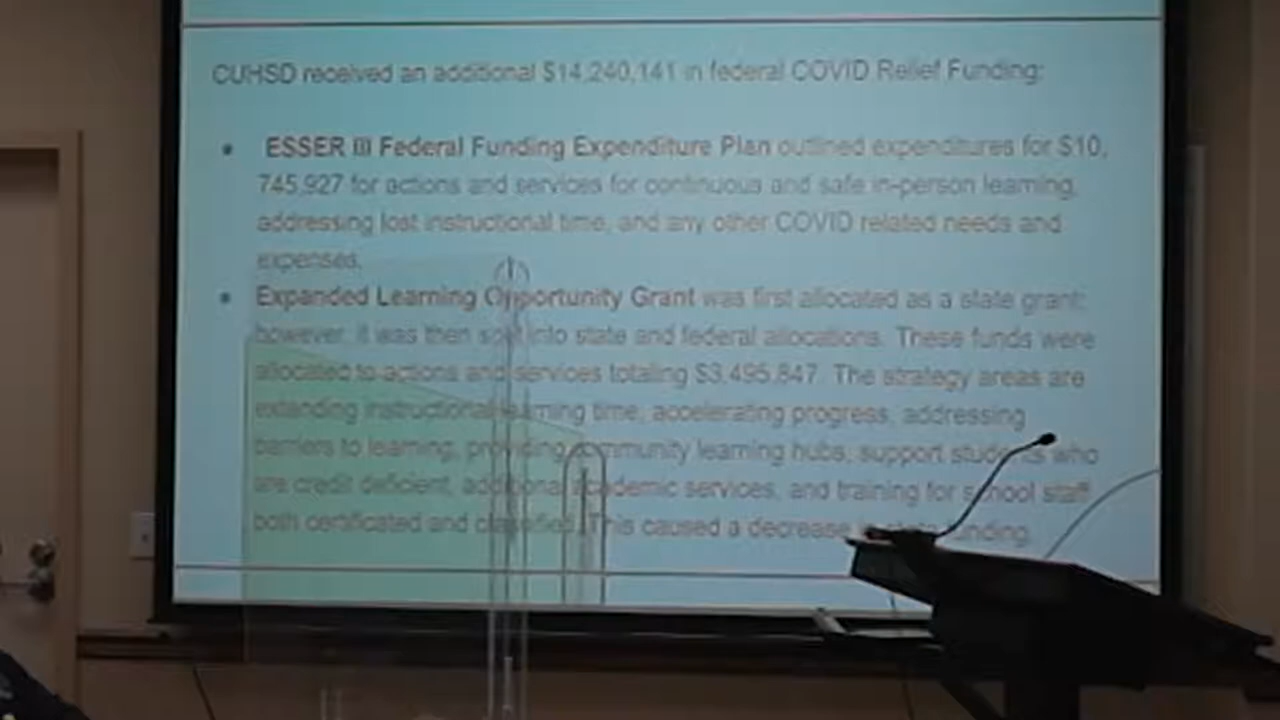 CUHSD received an additional $14,240,141 in federal COVID Relief Funding:
• ESSER III Federal Funding Expenditure Plan outlined expenditures for $10,
745,927 for actions and services for continuous and safe in-person learning,
addressing lost instructional time, and any other COVID related needs and
expenses.
• Expanded Learning Opportunity Grant was first allocated as a state grant;
however, it was then split into state and federal allocations. These funds were
allocated to actions and services totaling $3,495,847. The strategy areas are
extending instructional learning time, accelerating progress, addressing
barriers to learning, providing community learning hubs, support students who
are credit deficient, additional academic services, and training for school staff
both certificated and classified. This caused a decrease in state funding.